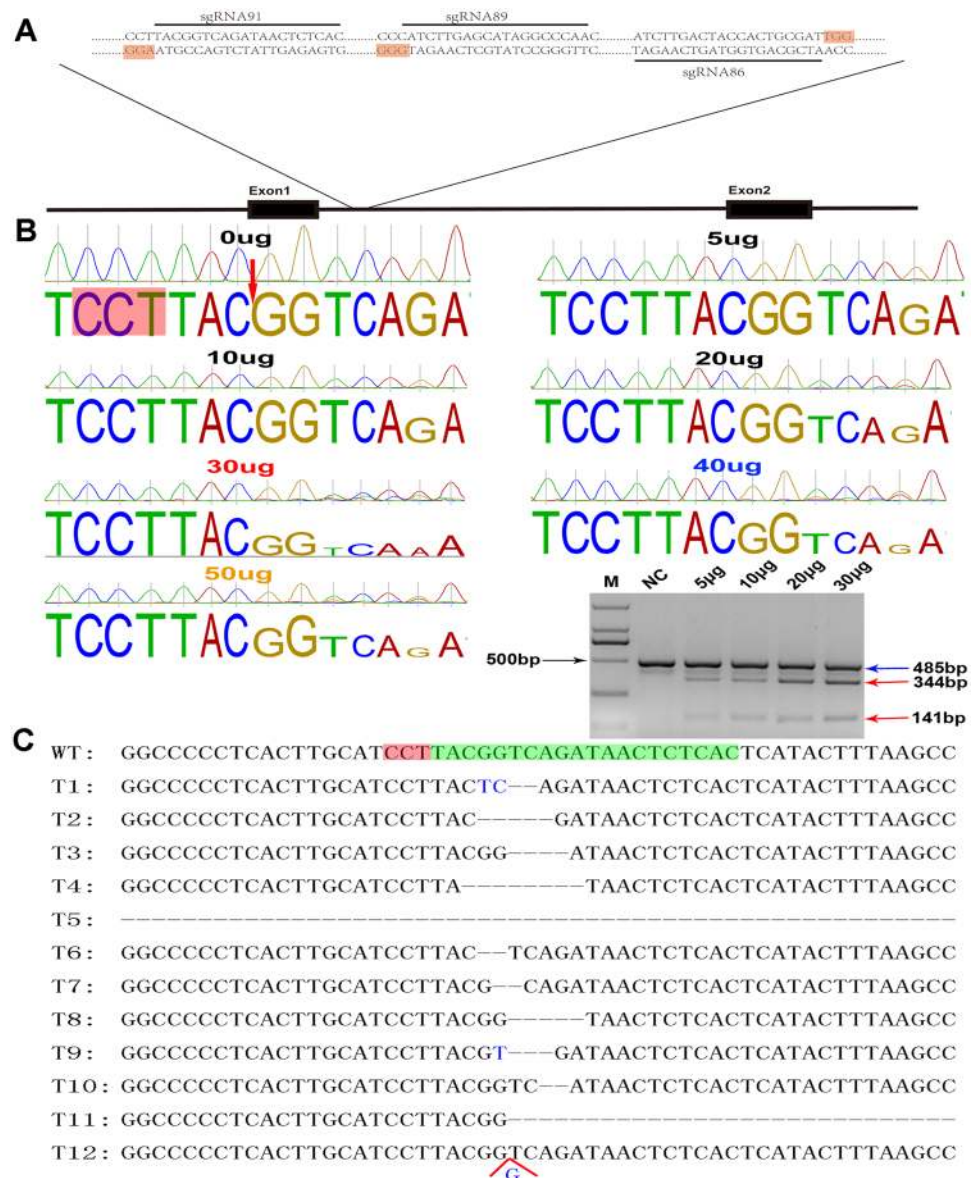 A
sgRNA91 sgRNA89
.........CCTTACGGTCAGATAACTCTCAC.........CCCATCTTGAGCATAGGCCCAAC.........ATCTTGACTACCACTGCGATTGG.........
.........GGAATGCCAGTCTATTGAGAGTG.........GGGTAGAACTCGTATCCGGGTTC.........TAGAACTGATGGTGACGCTAACC.........
sgRNA86
Exon1 Exon2
B
0ug
TCCTTACGGTCAGA
5ug
TCCTTACGGTCAGA
10ug
TCCTTACGGTCAGA
20ug
TCCTTACGGTCAGA
30ug
TCCTTACGGTCAAA
40ug
TCCTTACGGTCAGA
50ug
TCCTTACGGTCAGA
M NC 5μg 10μg 20μg 30μg
500bp
485bp
344bp
141bp
C
WT: GGCCCCCTCACTTGCATCCTTACGGTCAGATAACTCTCACTCATACTTTAAGCC
T1: GGCCCCCTCACTTGCATCCTTACTC--AGATAACTCTCACTCATACTTTAAGCC
T2: GGCCCCCTCACTTGCATCCTTAC-----GATAACTCTCACTCATACTTTAAGCC
T3: GGCCCCCTCACTTGCATCCTTACGG----ATAACTCTCACTCATACTTTAAGCC
T4: GGCCCCCTCACTTGCATCCTTA--------TAACTCTCACTCATACTTTAAGCC
T5: ------------------------------------------------------
T6: GGCCCCCTCACTTGCATCCTTAC--TCAGATAACTCTCACTCATACTTTAAGCC
T7: GGCCCCCTCACTTGCATCCTTACG--CAGATAACTCTCACTCATACTTTAAGCC
T8: GGCCCCCTCACTTGCATCCTTACGG-----TAACTCTCACTCATACTTTAAGCC
T9: GGCCCCCTCACTTGCATCCTTACGT---GATAACTCTCACTCATACTTTAAGCC
T10: GGCCCCCTCACTTGCATCCTTACGGTC--ATAACTCTCACTCATACTTTAAGCC
T11: GGCCCCCTCACTTGCATCCTTACGG-----------------------------
T12: GGCCCCCTCACTTGCATCCTTACGGTCAGATAACTCTCACTCATACTTTAAGCC
G